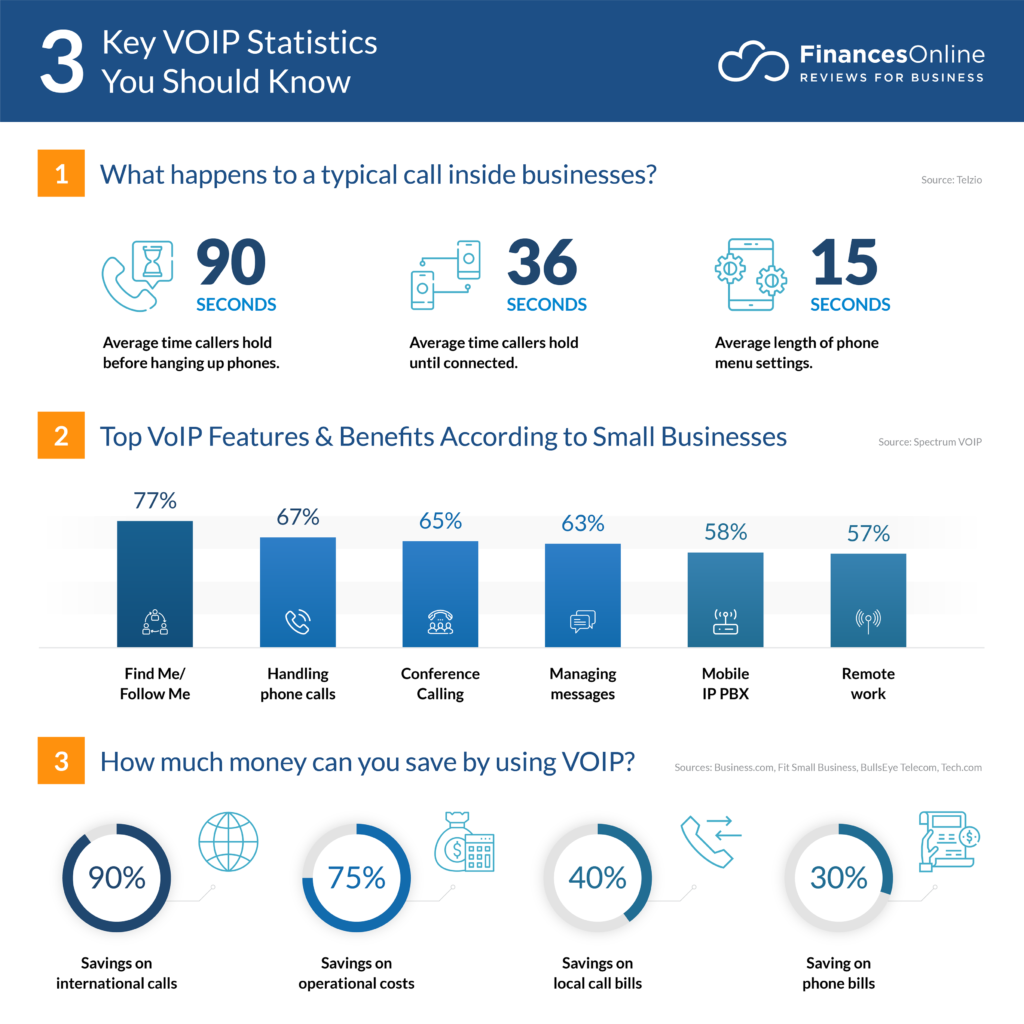 3
Key VOIP Statistics
You Should Know
FinancesOnline
REVIEWS FOR BUSINESS
1
What happens to a typical call inside businesses?
Source: Telzio
90
SECONDS
Average time callers hold
before hanging up phones.
36
SECONDS
Average time callers hold
until connected.
15
SECONDS
Average length of phone
menu settings.
2
Top VoIP Features & Benefits According to Small Businesses
Source: Spectrum VOIP
77%
67%
65%
63%
58%
57%
Find Me/
Follow Me
Handling
phone calls
Conference
Calling
Managing
messages
Mobile
IP PBX
Remote
work
3
How much money can you save by using VOIP?
Sources: Business.com, Fit Small Business, BullsEye Telecom, Tech.com
90%
Savings on
international calls
75%
Savings on
operational costs
40%
Savings on
local call bills
30%
Saving on
phone bills